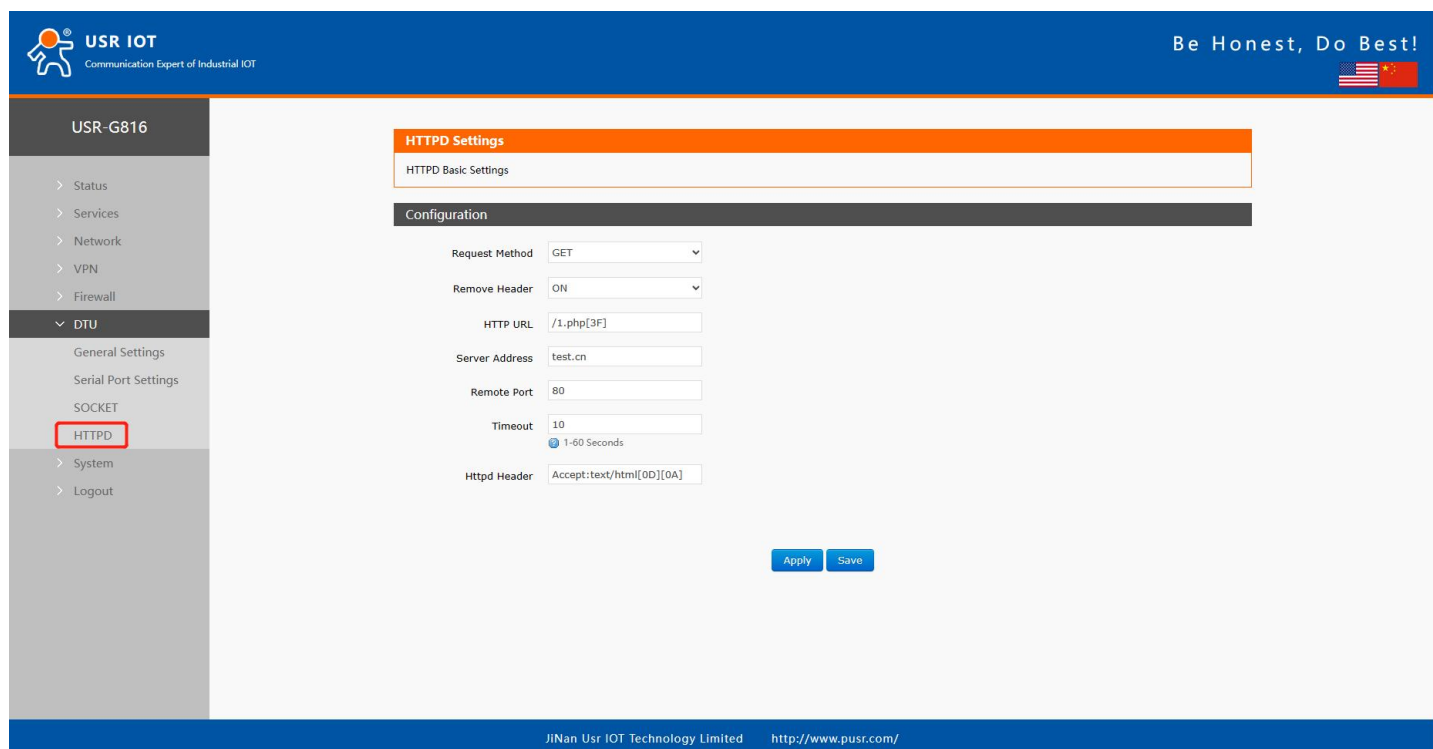 USR IOT
Communication Expert of Industrial IOT
Be Honest, Do Best!
USR-G816
Status
Services
Network
VPN
Firewall
DTU
General Settings
Serial Port Settings
SOCKET
HTTPD
System
Logout
HTTPD Settings
HTTPD Basic Settings
Configuration
Request Method GET
Remove Header ON
HTTP URL /1.php[3F]
Server Address test.cn
Remote Port 80
Timeout 10
1-60 Seconds
Httpd Header Accept:text/html[0D][0A]
Apply Save
JiNan Usr IOT Technology Limited http://www.pusr.com/